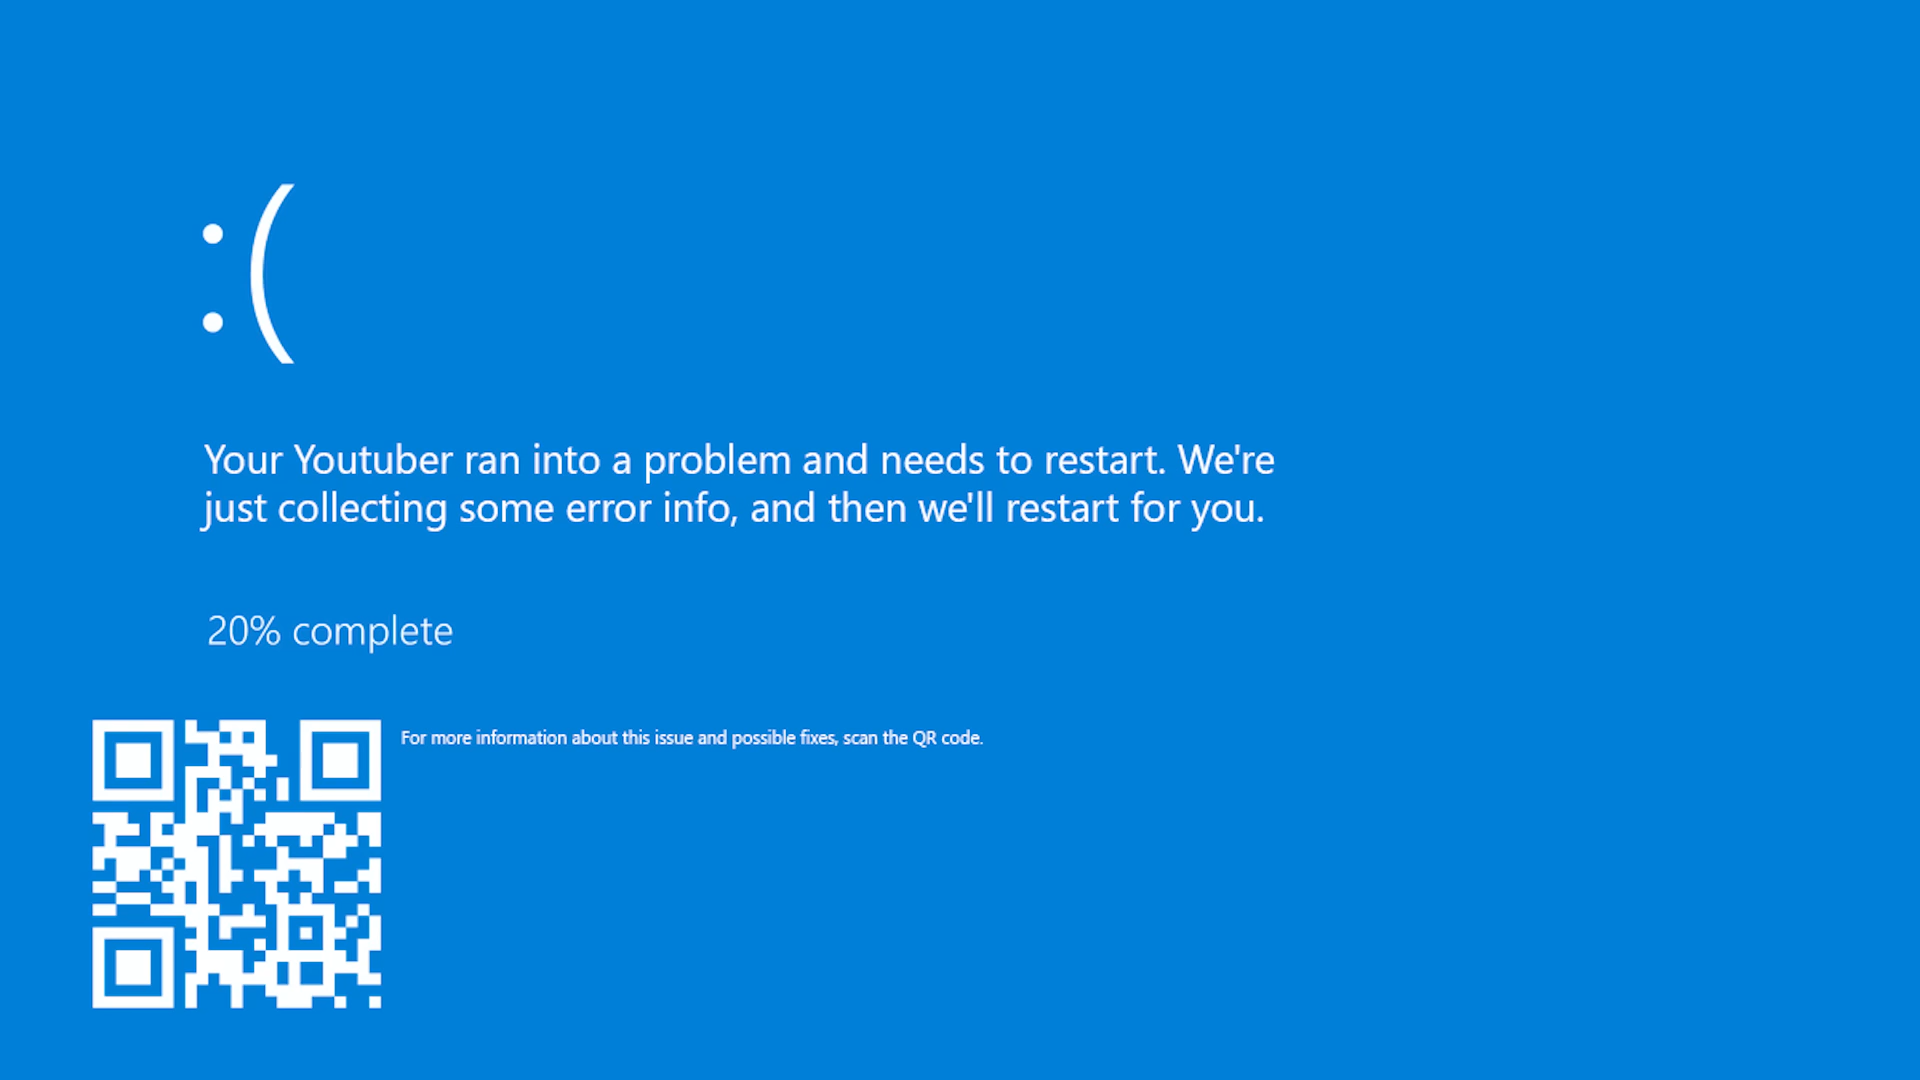 :(
Your Youtuber ran into a problem and needs to restart. We're
just collecting some error info, and then we'll restart for you.
20% complete
For more information about this issue and possible fixes, scan the QR code.